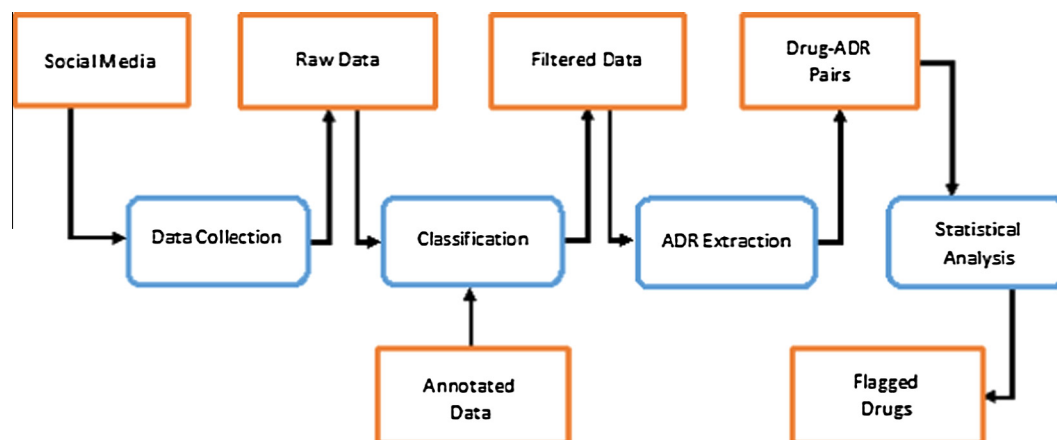 Social Media
Raw Data
Filtered Data
Drug-ADR
Pairs
Data Collection
Classification
ADR Extraction
Statistical
Analysis
Annotated
Data
Flagged
Drugs